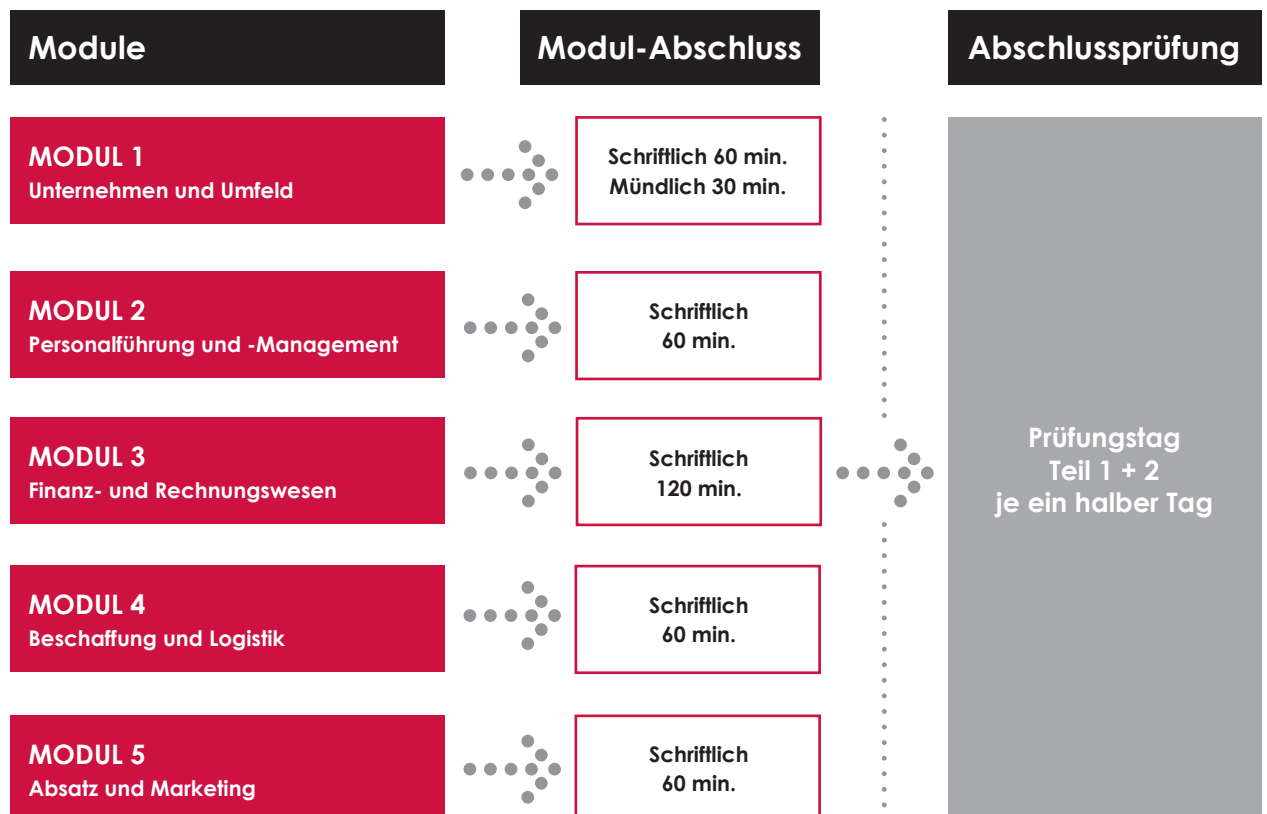 Module
Modul-Abschluss
Abschlussprüfung
MODUL 1
Unternehmen und Umfeld
Schriftlich 60 min.
Mündlich 30 min.
MODUL 2
Personalführung und -Management
Schriftlich
60 min.
MODUL 3
Finanz- und Rechnungswesen
Schriftlich
120 min.
Prüfungstag
Teil 1 + 2
je ein halber Tag
MODUL 4
Beschaffung und Logistik
Schriftlich
60 min.
MODUL 5
Absatz und Marketing
Schriftlich
60 min.